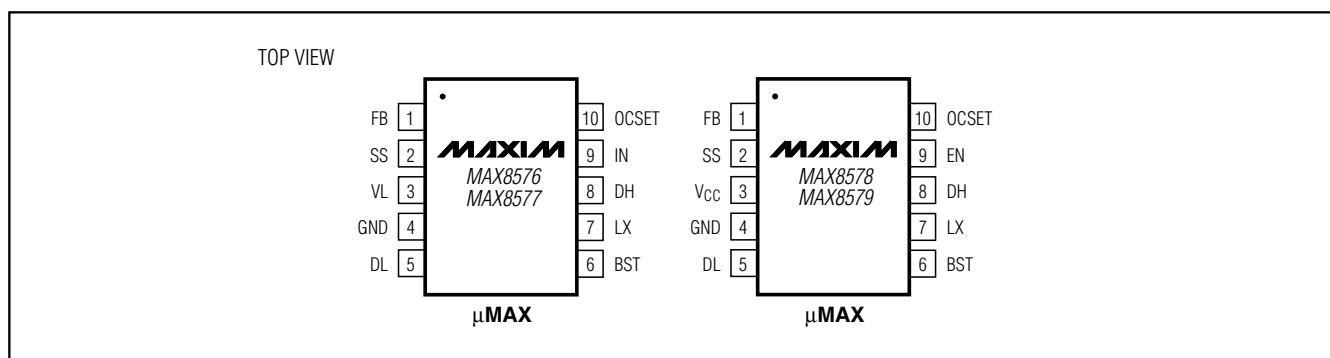 TOP VIEW
FB 1
SS 2
VL 3
GND 4
DL 5
MAXIM
MAX8576
MAX8577
10 OCSET
9 IN
8 DH
7 LX
6 BST
µMAX
FB 1
SS 2
VCC 3
GND 4
DL 5
MAXIM
MAX8578
MAX8579
10 OCSET
9 EN
8 DH
7 LX
6 BST
µMAX